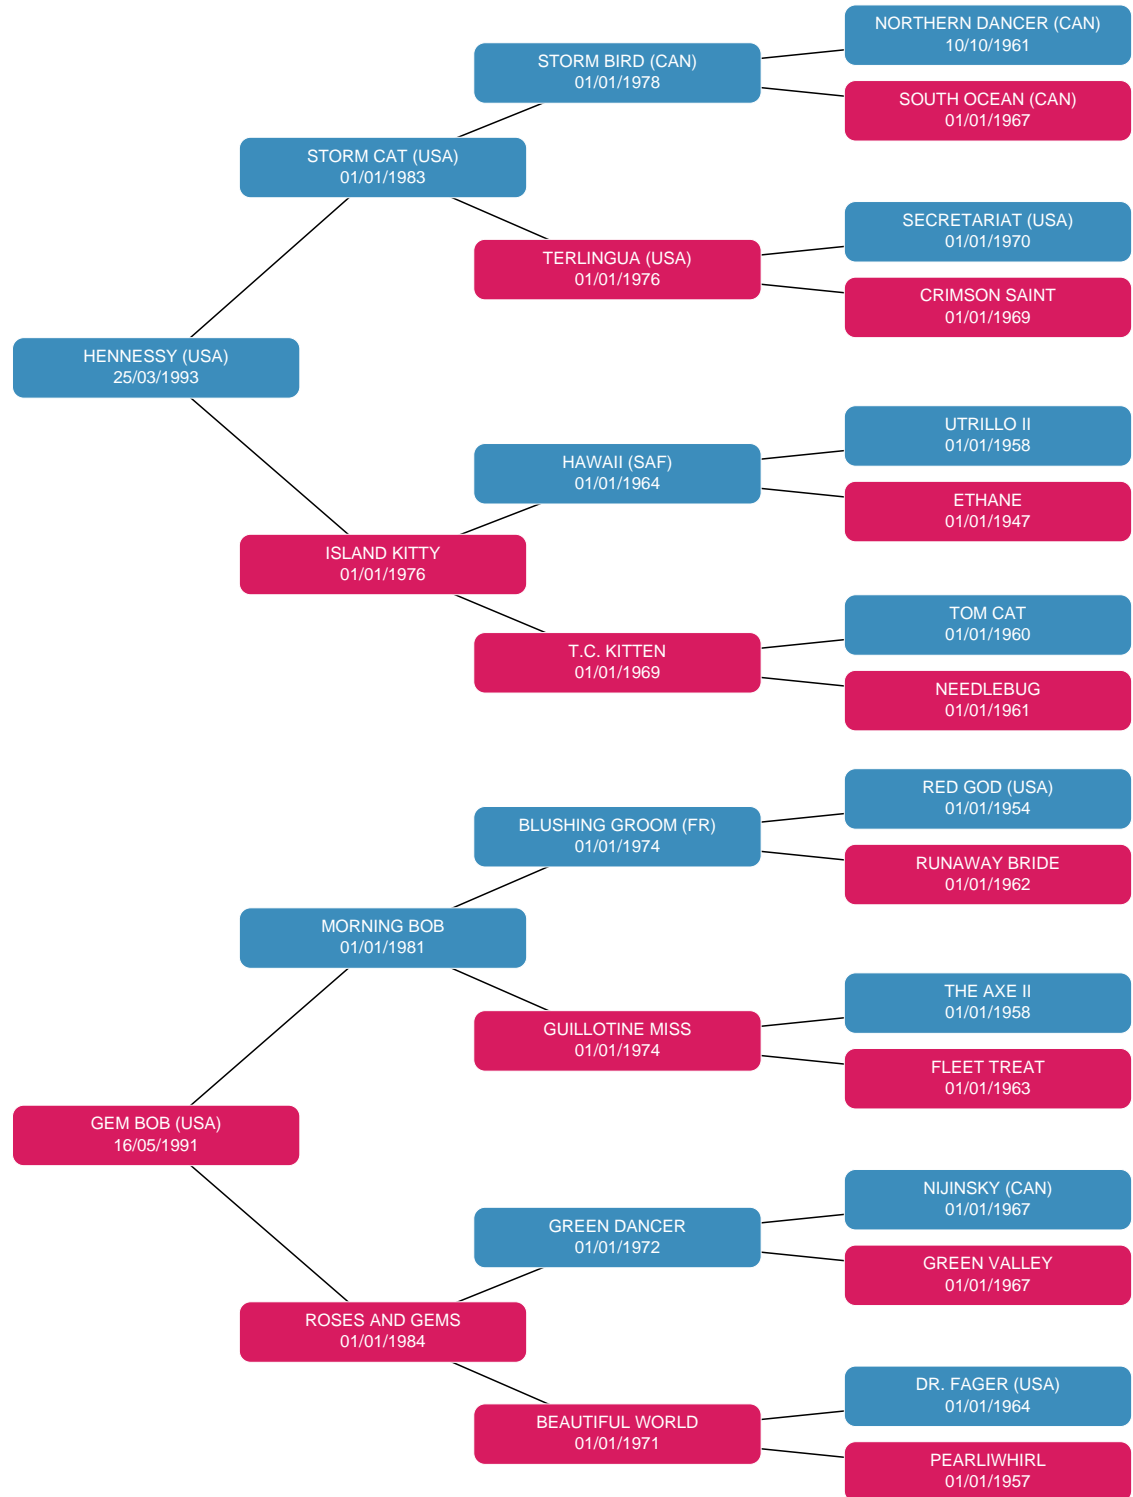 NORTHERN DANCER (CAN)
10/10/1961
STORM BIRD (CAN)
01/01/1978
SOUTH OCEAN (CAN)
01/01/1967
STORM CAT (USA)
01/01/1983
SECRETARIAT (USA)
01/01/1970
TERLINGUA (USA)
01/01/1976
CRIMSON SAINT
01/01/1969
HENNESSY (USA)
25/03/1993
UTRILLO II
01/01/1958
HAWAII (SAF)
01/01/1964
ETHANE
01/01/1947
ISLAND KITTY
01/01/1976
TOM CAT
01/01/1960
T.C. KITTEN
01/01/1969
NEEDLEBUG
01/01/1961
RED GOD (USA)
01/01/1954
BLUSHING GROOM (FR)
01/01/1974
RUNAWAY BRIDE
01/01/1962
MORNING BOB
01/01/1981
THE AXE II
01/01/1958
GUILLOTINE MISS
01/01/1974
FLEET TREAT
01/01/1963
GEM BOB (USA)
16/05/1991
NIJINSKY (CAN)
01/01/1967
GREEN DANCER
01/01/1972
GREEN VALLEY
01/01/1967
ROSES AND GEMS
01/01/1984
DR. FAGER (USA)
01/01/1964
BEAUTIFUL WORLD
01/01/1971
PEARLIWHIRL
01/01/1957